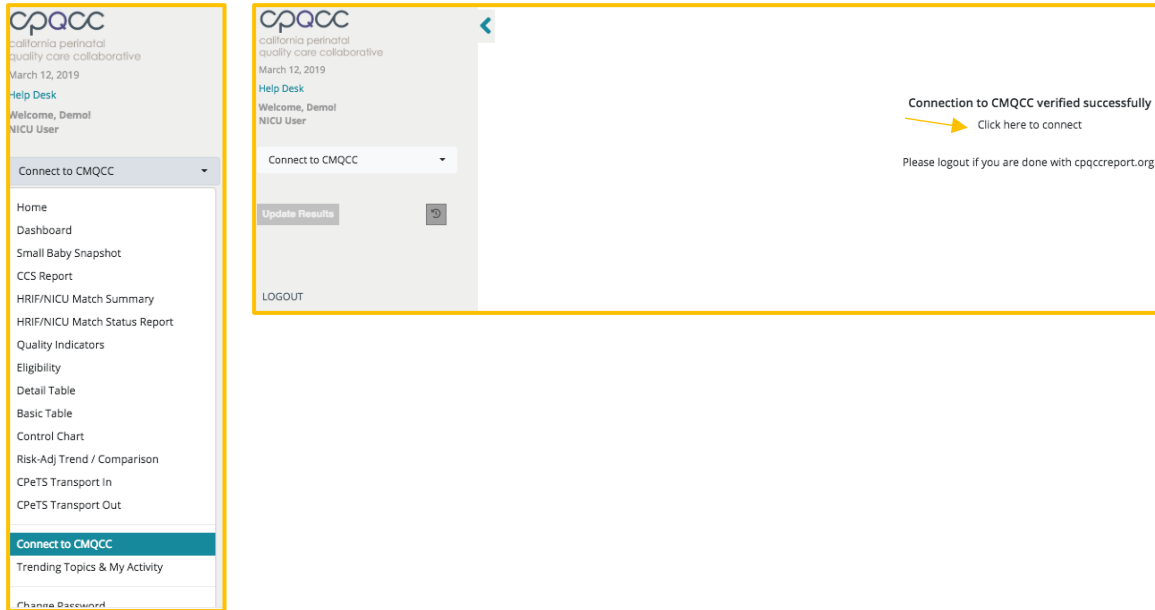 cpqcc
california perinatal
quality care collaborative
March 12, 2019
Help Desk
Welcome, Demo!
NICU User
Connect to CMQCC
Home
Dashboard
Small Baby Snapshot
CCS Report
HRIF/NICU Match Summary
HRIF/NICU Match Status Report
Quality Indicators
Eligibility
Detail Table
Basic Table
Control Chart
Risk-Adj Trend / Comparison
CPeTS Transport In
CPeTS Transport Out
Connect to CMQCC
Trending Topics & My Activity
Change Password
cpqcc
california perinatal
quality care collaborative
March 12, 2019
Help Desk
Welcome, Demo!
NICU User
Connect to CMQCC
Update Results
LOGOUT
Connection to CMQCC verified successfully
Click here to connect
Please logout if you are done with cpqccreport.org